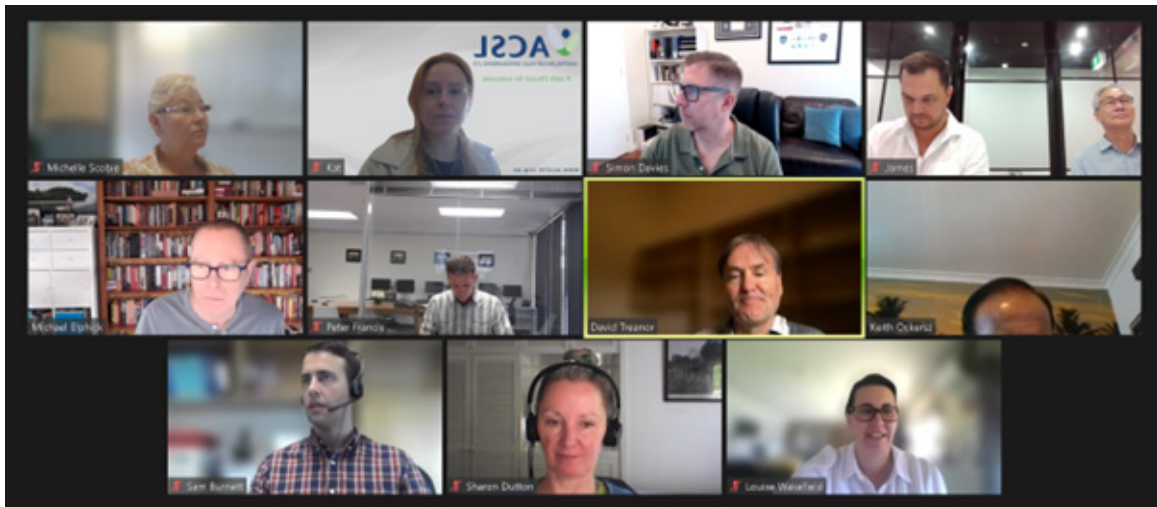 Michelle Scobie
ACSL
Kat
Simon Davies
James
Michael Elphick
Peter Francis
David Treanor
Keith Ockersz
Sam Burnett
Sharon Dutton
Louise Wakefield